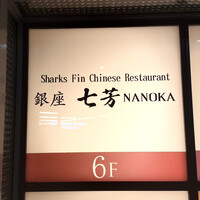 Sharks Fin Chinese Restaurant
銀座 七芳 NANOKA
6F